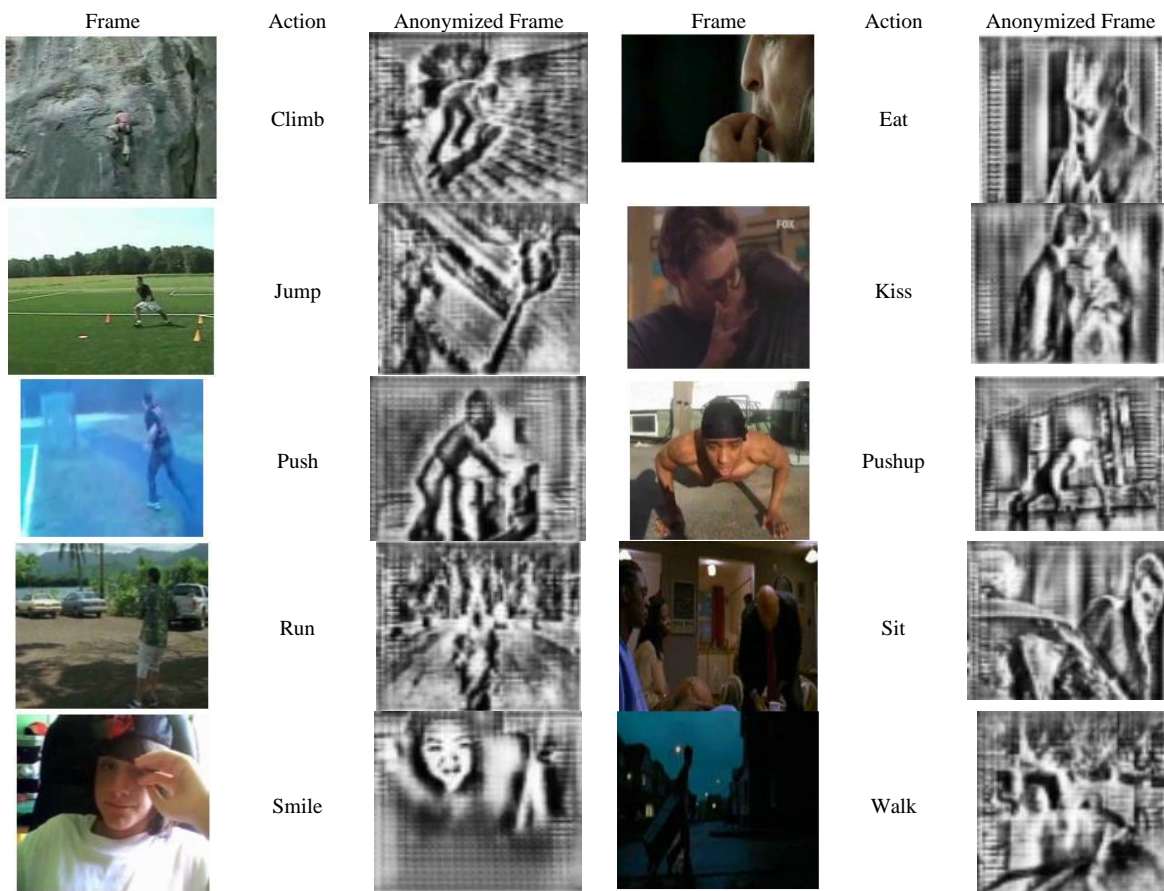 Frame Action Anonymized Frame Frame Action Anonymized Frame
Climb Eat
FOX
Jump Kiss
Push Pushup
Run Sit
Smile Walk